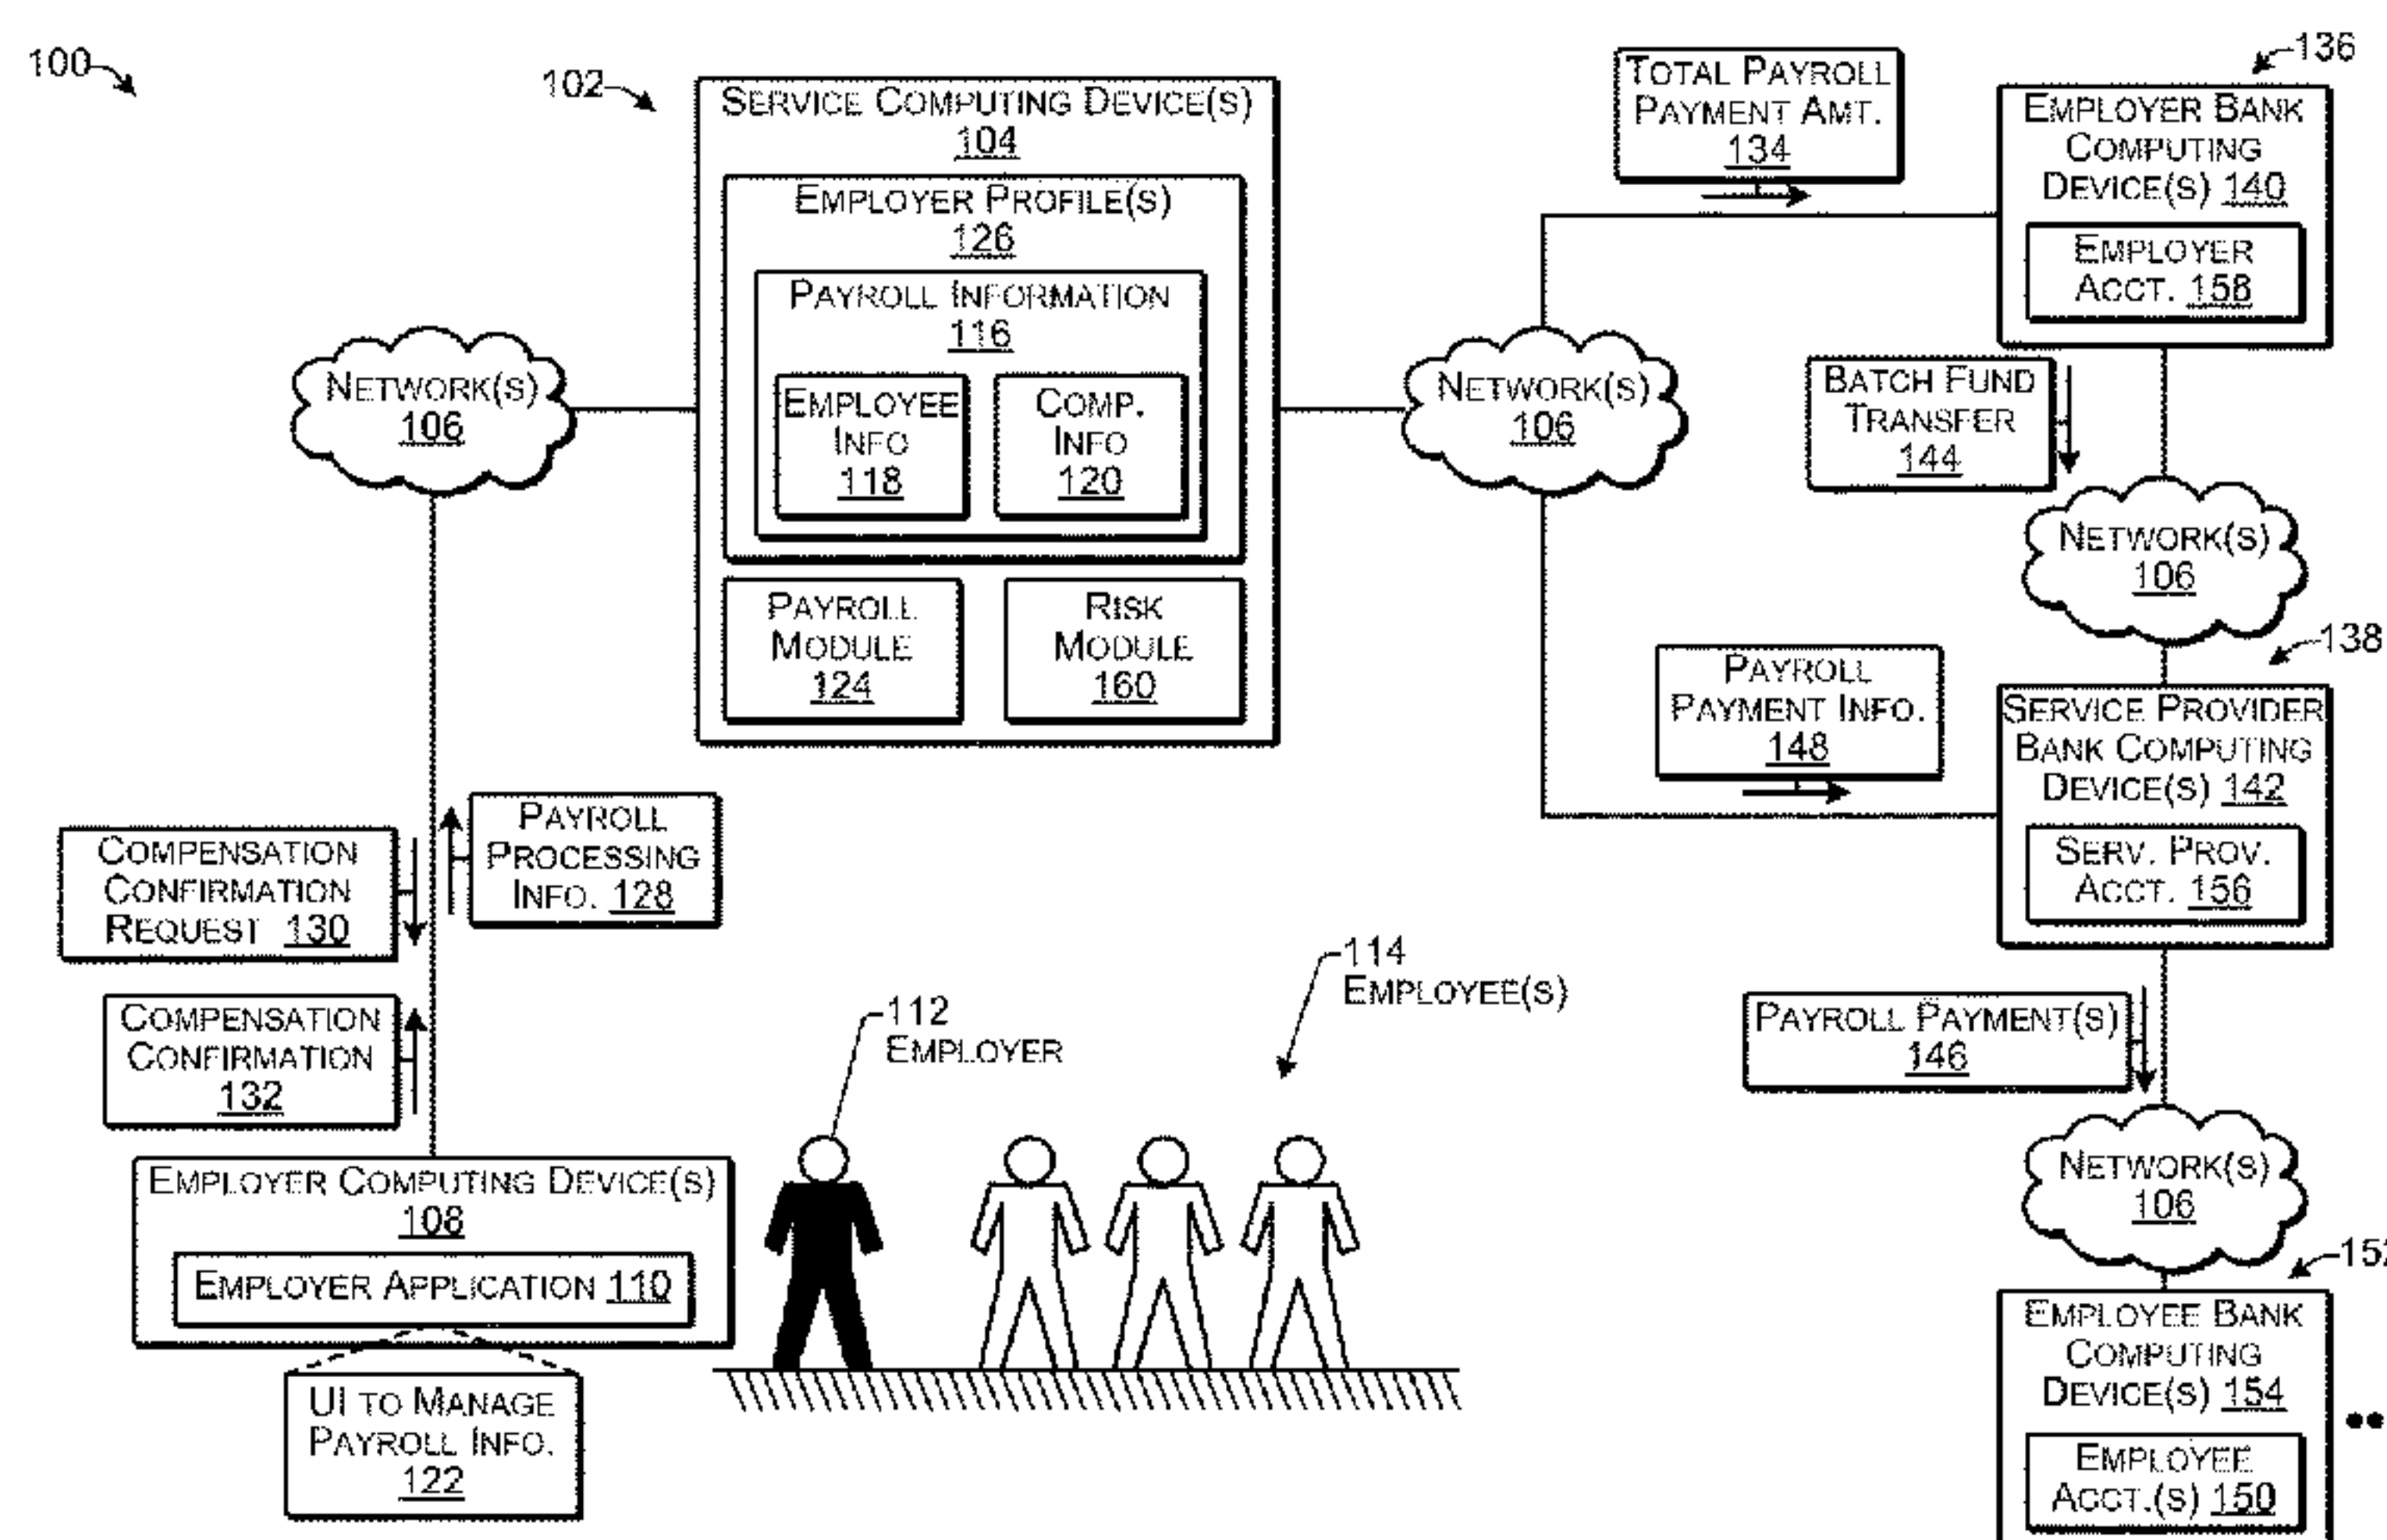 100
102
SERVICE COMPUTING DEVICE(S)
104
EMPLOYER PROFILE(S)
126
PAYROLL INFORMATION
116
EMPLOYEE
INFO
118
COMP.
INFO
120
PAYROLL
MODULE
124
RISK
MODULE
160
NETWORK(S)
106
NETWORK(S)
106
TOTAL PAYROLL
PAYMENT AMT.
134
136
EMPLOYER BANK
COMPUTING
DEVICE(S) 140
EMPLOYER
ACCT. 158
BATCH FUND
TRANSFER
144
NETWORK(S)
106
138
PAYROLL
PAYMENT INFO.
148
SERVICE PROVIDER
BANK COMPUTING
DEVICE(S) 142
SERV. PROV.
ACCT. 156
COMPENSATION
CONFIRMATION
REQUEST 130
PAYROLL
PROCESSING
INFO. 128
COMPENSATION
CONFIRMATION
132
112
EMPLOYER
114
EMPLOYEE(S)
PAYROLL PAYMENT(S)
146
NETWORK(S)
106
152
EMPLOYER COMPUTING DEVICE(S)
108
EMPLOYER APPLICATION 110
UI TO MANAGE
PAYROLL INFO.
122
EMPLOYEE BANK
COMPUTING
DEVICE(S) 154
EMPLOYEE
ACCT.(S) 150